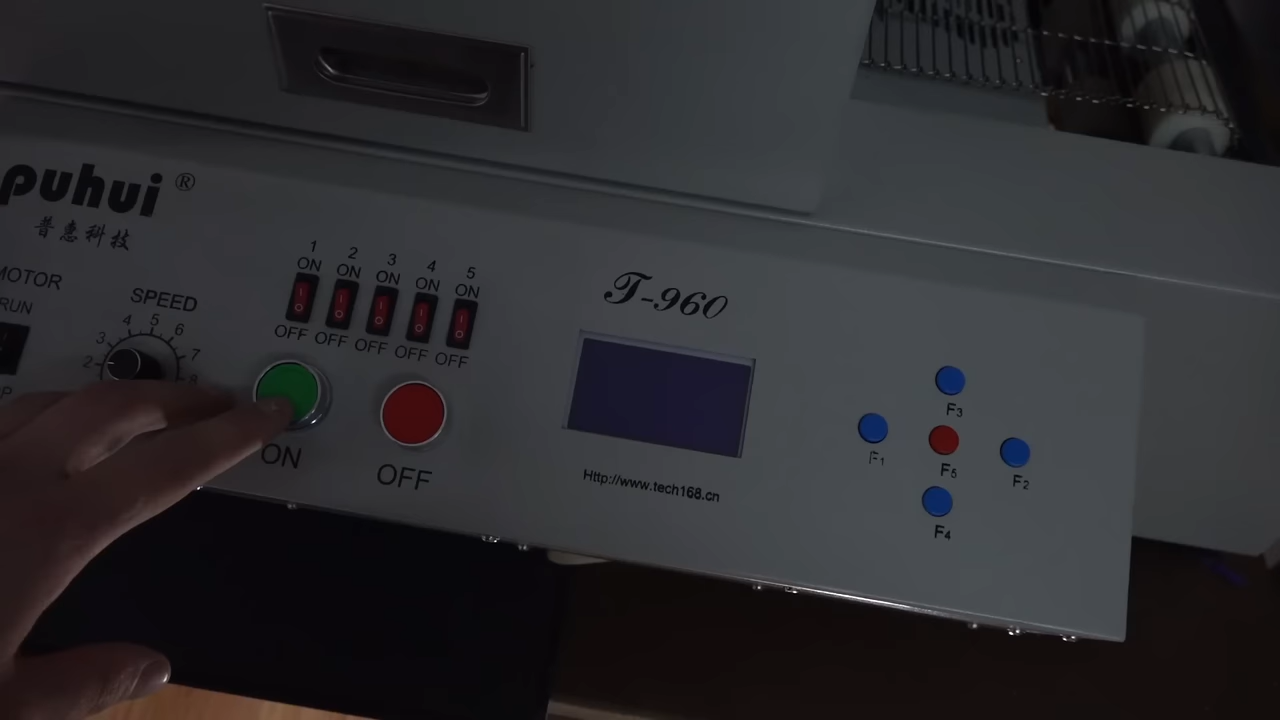 puhui ®
普惠科技
MOTOR
RUN
SPEED
2 3 4 5 6 7 8
1 2 3 4 5
ON ON ON ON ON
OFF OFF OFF OFF OFF
ON
OFF
T-960
Http://www.tech168.cn
F3
F1
F5
F2
F4